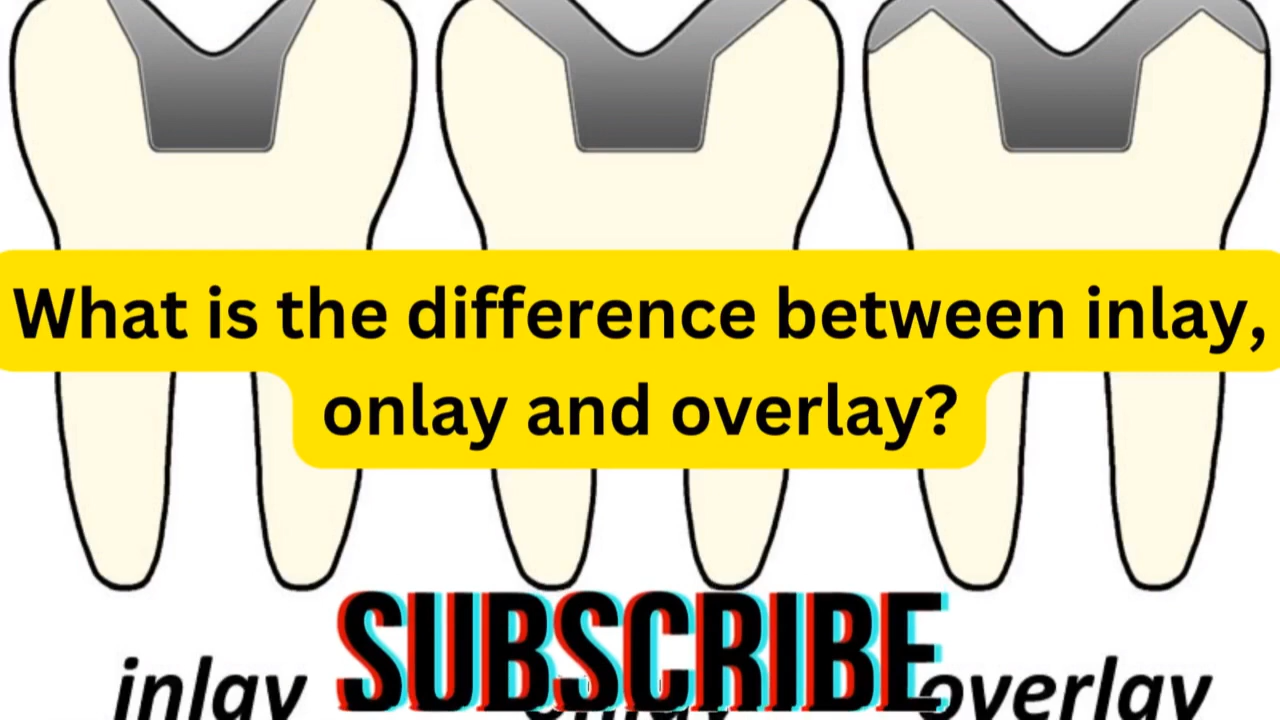 What is the difference between inlay,
onlay and overlay?
SUBSCRIBE
inlay
overlay